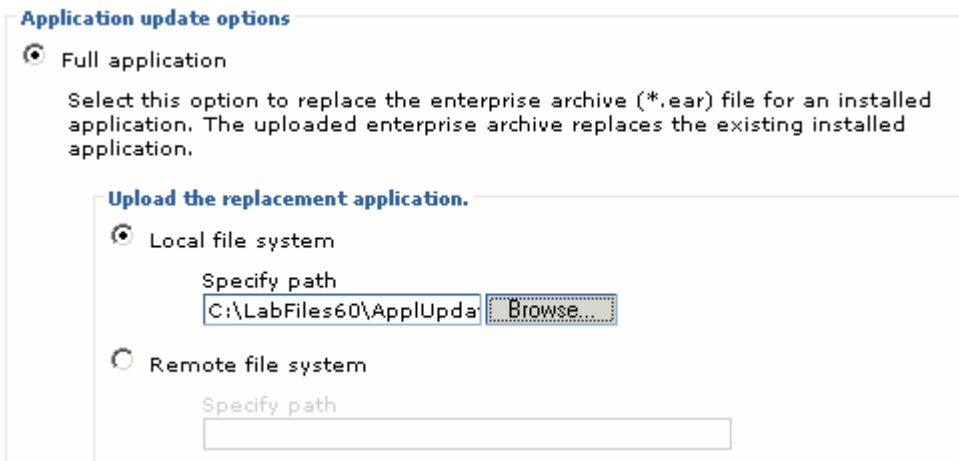 Application update options
Full application
Select this option to replace the enterprise archive (*.ear) file for an installed
application. The uploaded enterprise archive replaces the existing installed
application.
Upload the replacement application.
Local file system
Specify path
C:\LabFiles60\ApplUpda Browse...
Remote file system
Specify path